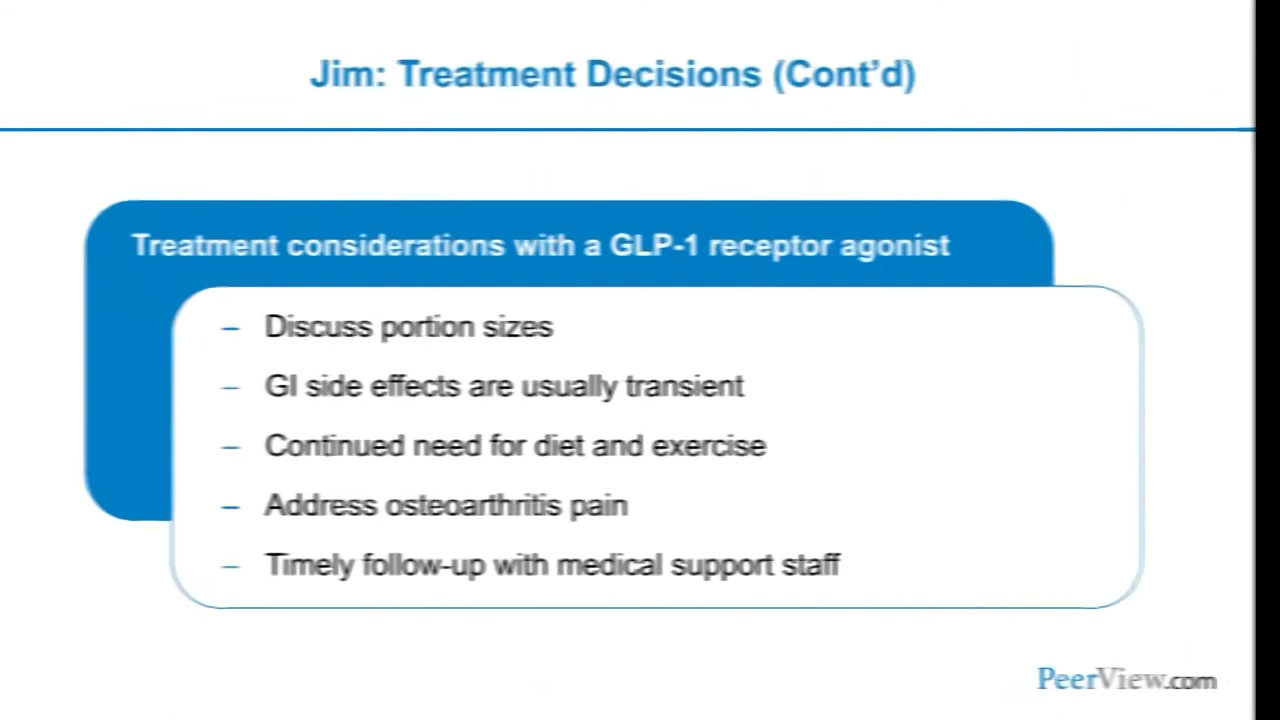 Jim: Treatment Decisions (Cont'd)
Treatment considerations with a GLP-1 receptor agonist
– Discuss portion sizes
– GI side effects are usually transient
– Continued need for diet and exercise
– Address osteoarthritis pain
– Timely follow-up with medical support staff
PeerView.com